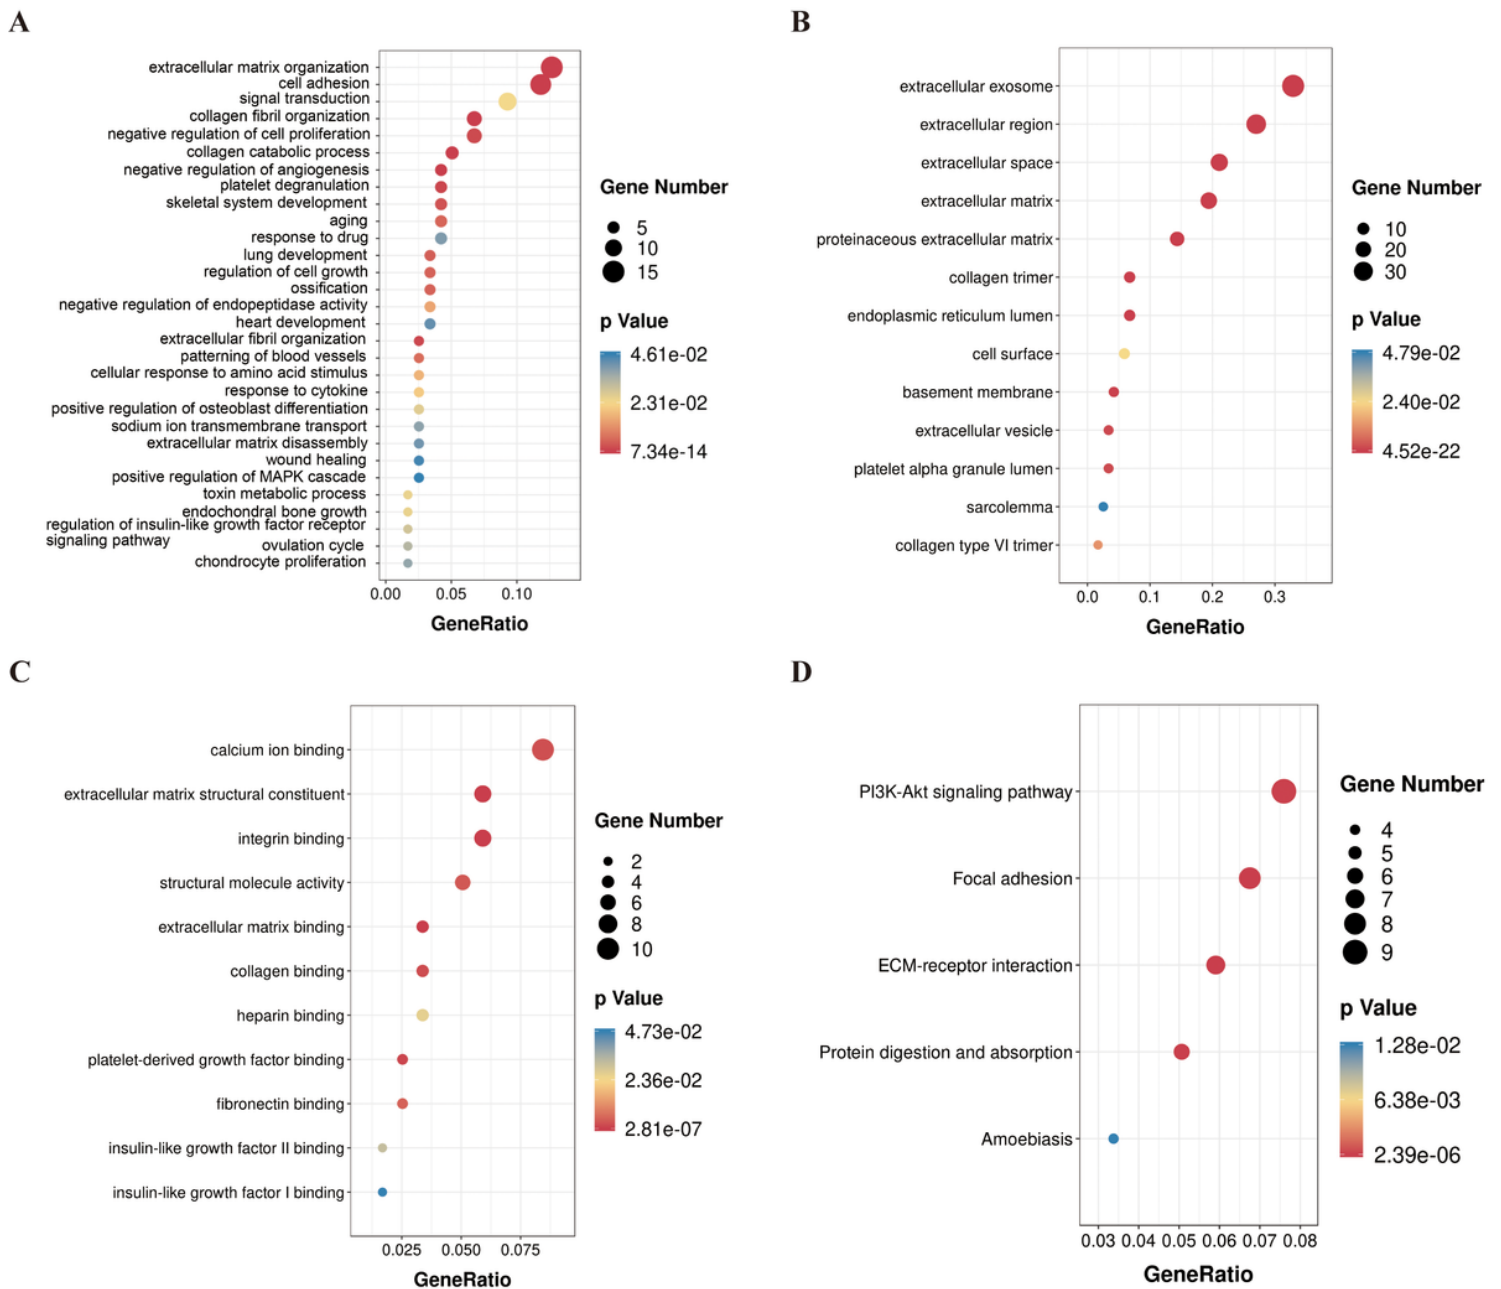 A
extracellular matrix organization
cell adhesion
signal transduction
collagen fibril organization
negative regulation of cell proliferation
collagen catabolic process
negative regulation of angiogenesis
platelet degranulation
skeletal system development
aging
response to drug
lung development
regulation of cell growth
ossification
negative regulation of endopeptidase activity
heart development
extracellular fibril organization
patterning of blood vessels
cellular response to amino acid stimulus
response to cytokine
positive regulation of osteoblast differentiation
sodium ion transmembrane transport
extracellular matrix disassembly
wound healing
positive regulation of MAPK cascade
toxin metabolic process
endochondral bone growth
regulation of insulin-like growth factor receptor
signaling pathway
ovulation cycle
chondrocyte proliferation
0.00 0.05 0.10
GeneRatio
Gene Number
5
10
15
p Value
4.61e-02
2.31e-02
7.34e-14
B
extracellular exosome
extracellular region
extracellular space
extracellular matrix
proteinaceous extracellular matrix
collagen trimer
endoplasmic reticulum lumen
cell surface
basement membrane
extracellular vesicle
platelet alpha granule lumen
sarcolemma
collagen type VI trimer
0.0 0.1 0.2 0.3
GeneRatio
Gene Number
10
20
30
p Value
4.79e-02
2.40e-02
4.52e-22
C
calcium ion binding
extracellular matrix structural constituent
integrin binding
structural molecule activity
extracellular matrix binding
collagen binding
heparin binding
platelet-derived growth factor binding
fibronectin binding
insulin-like growth factor II binding
insulin-like growth factor I binding
0.025 0.050 0.075
GeneRatio
Gene Number
2
4
6
8
10
p Value
4.73e-02
2.36e-02
2.81e-07
D
PI3K-Akt signaling pathway
Focal adhesion
ECM-receptor interaction
Protein digestion and absorption
Amoebiasis
0.03 0.04 0.05 0.06 0.07 0.08
GeneRatio
Gene Number
4
5
6
7
8
9
p Value
1.28e-02
6.38e-03
2.39e-06